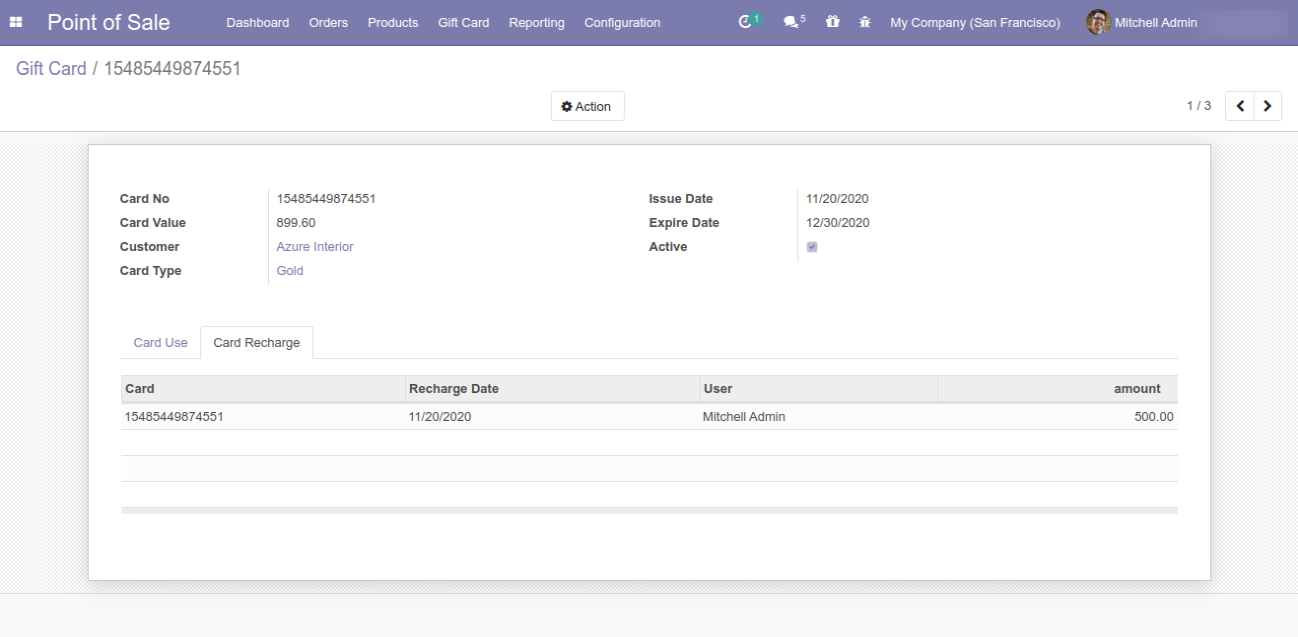 Point of Sale Dashboard Orders Products Gift Card Reporting Configuration 1 5 My Company (San Francisco) Mitchell Admin
Gift Card / 15485449874551
Action 1 / 3
Card No 15485449874551 Issue Date 11/20/2020
Card Value 899.60 Expire Date 12/30/2020
Customer Azure Interior Active
Card Type Gold
Card Use Card Recharge
Card Recharge Date User amount
15485449874551 11/20/2020 Mitchell Admin 500.00